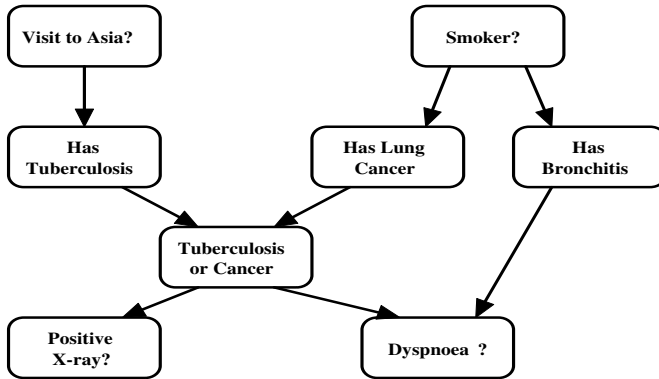 Visit to Asia?
Smoker?
Has
Tuberculosis
Has Lung
Cancer
Has
Bronchitis
Tuberculosis
or Cancer
Positive
X-ray?
Dyspnoea ?